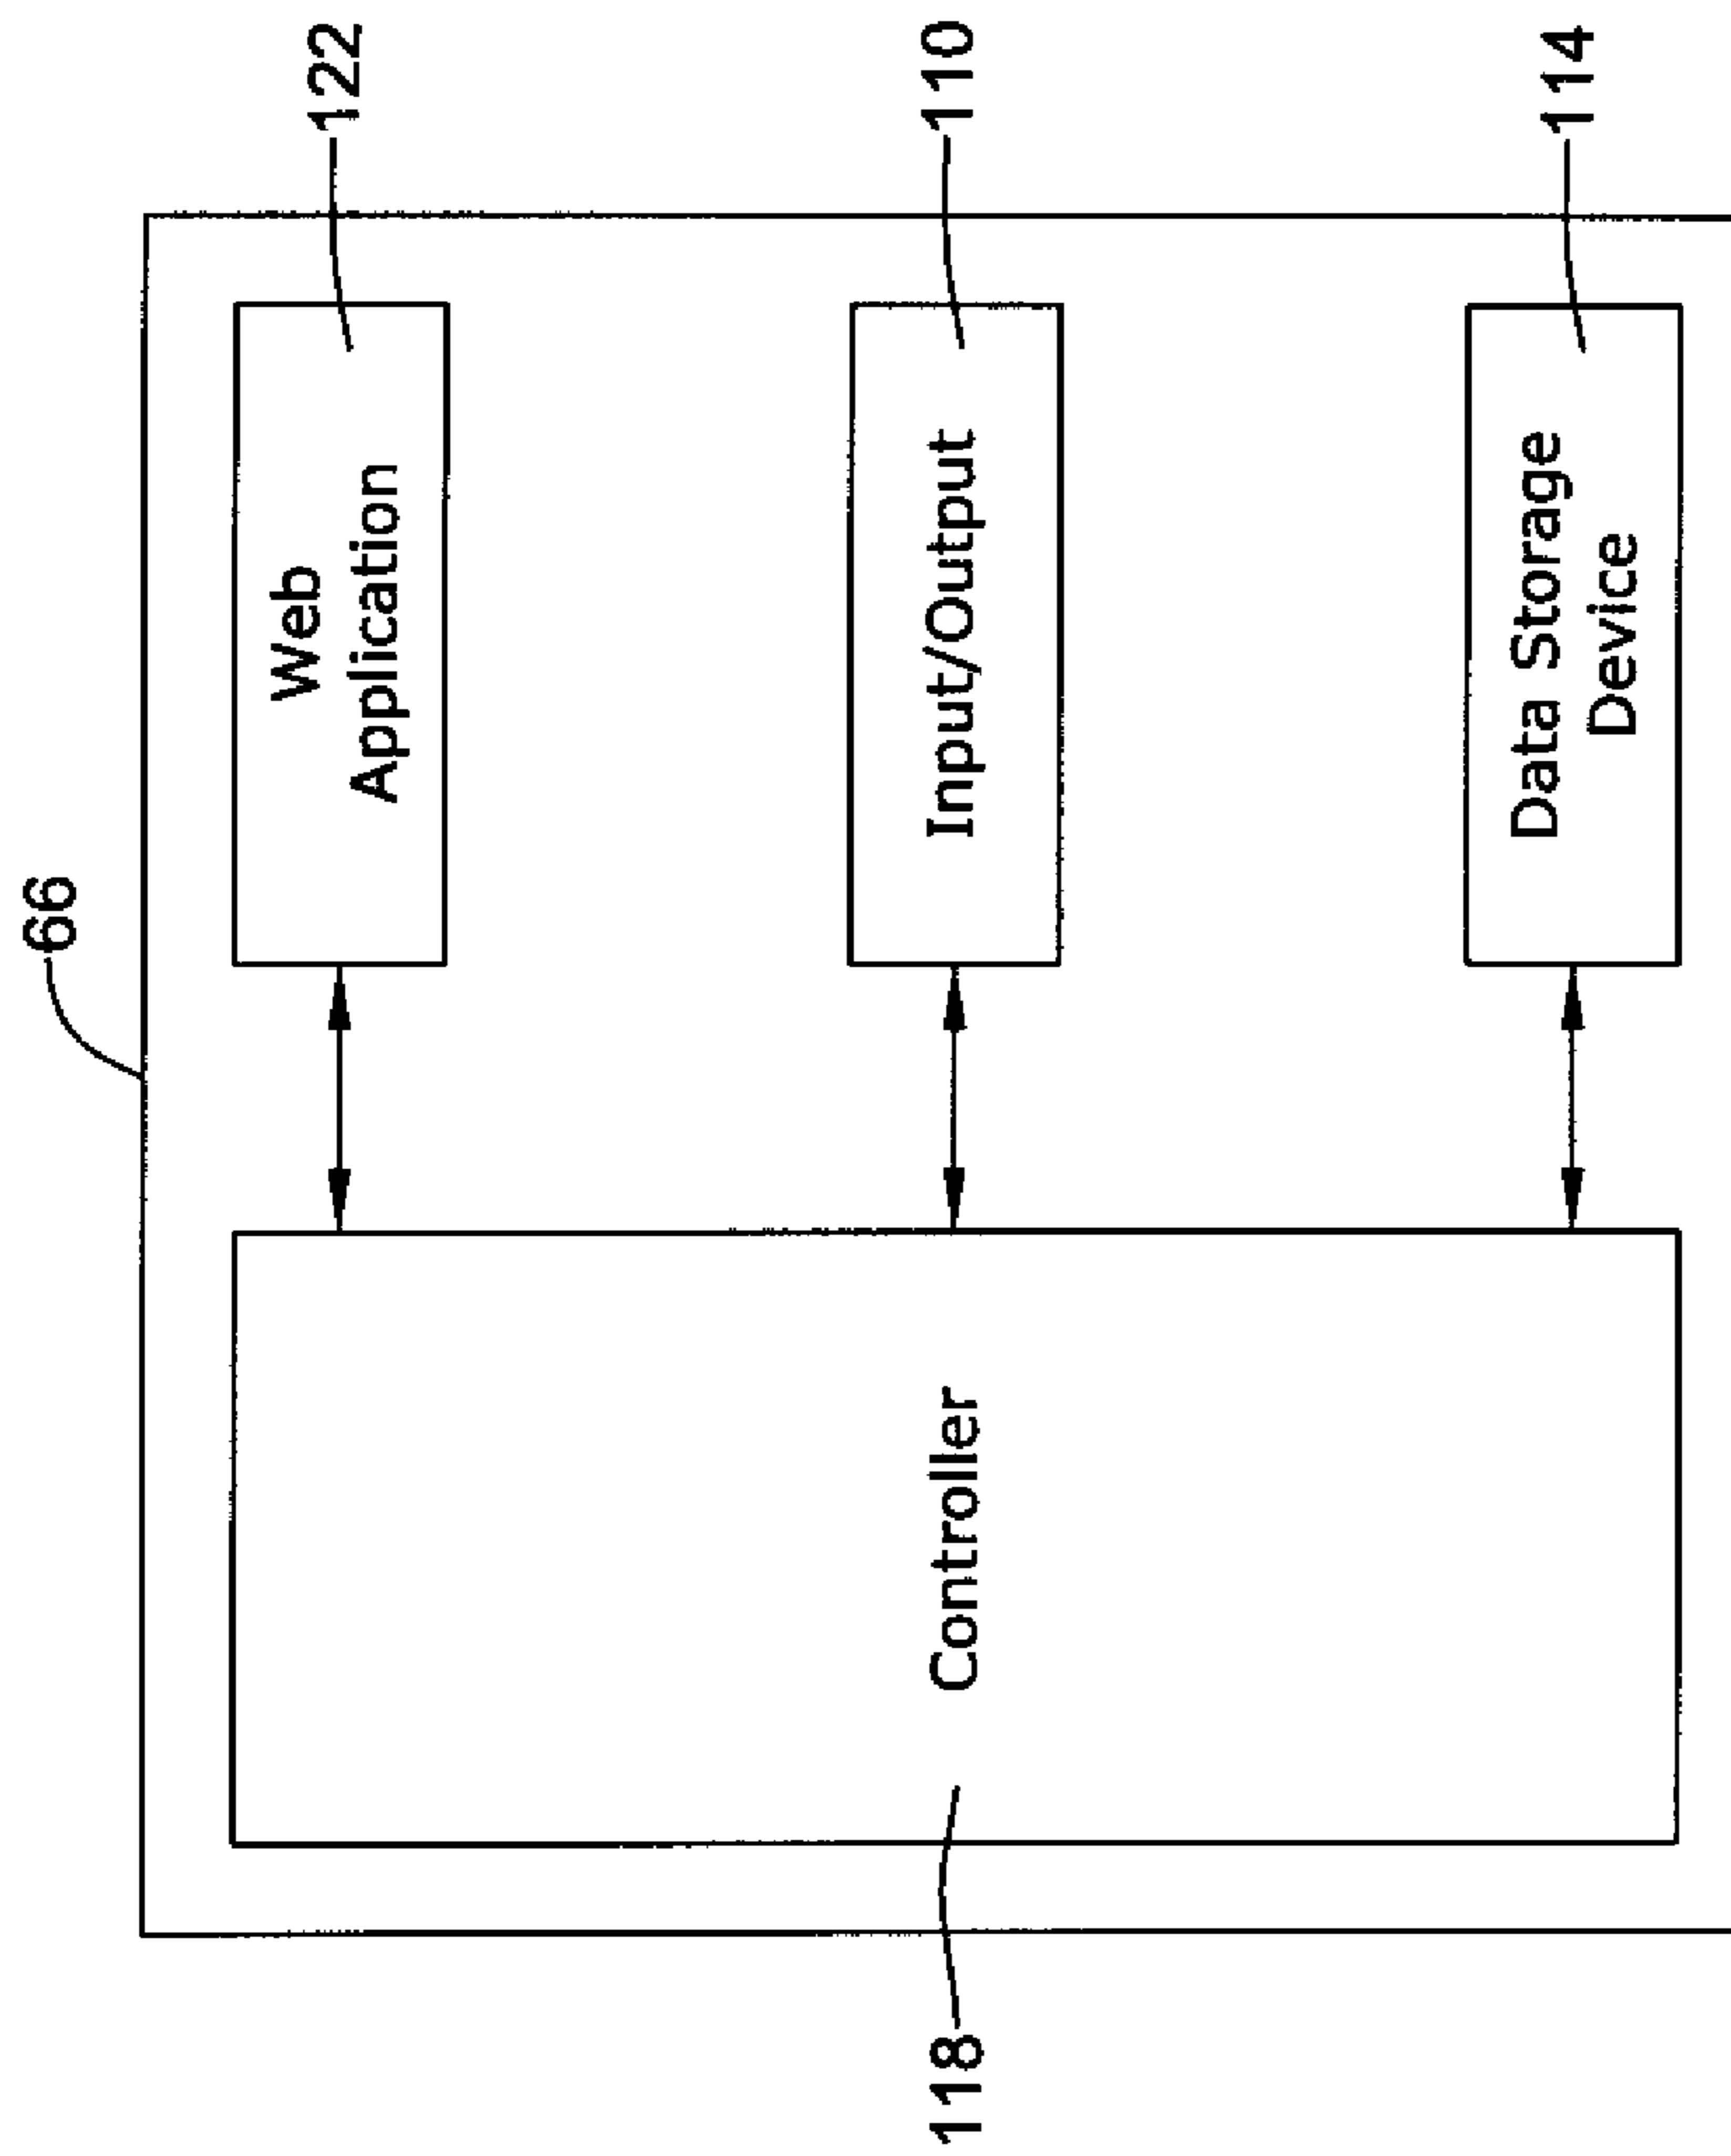 66
122
Web
Application
110
Input/Output
114
Data Storage
Device
Controller
118